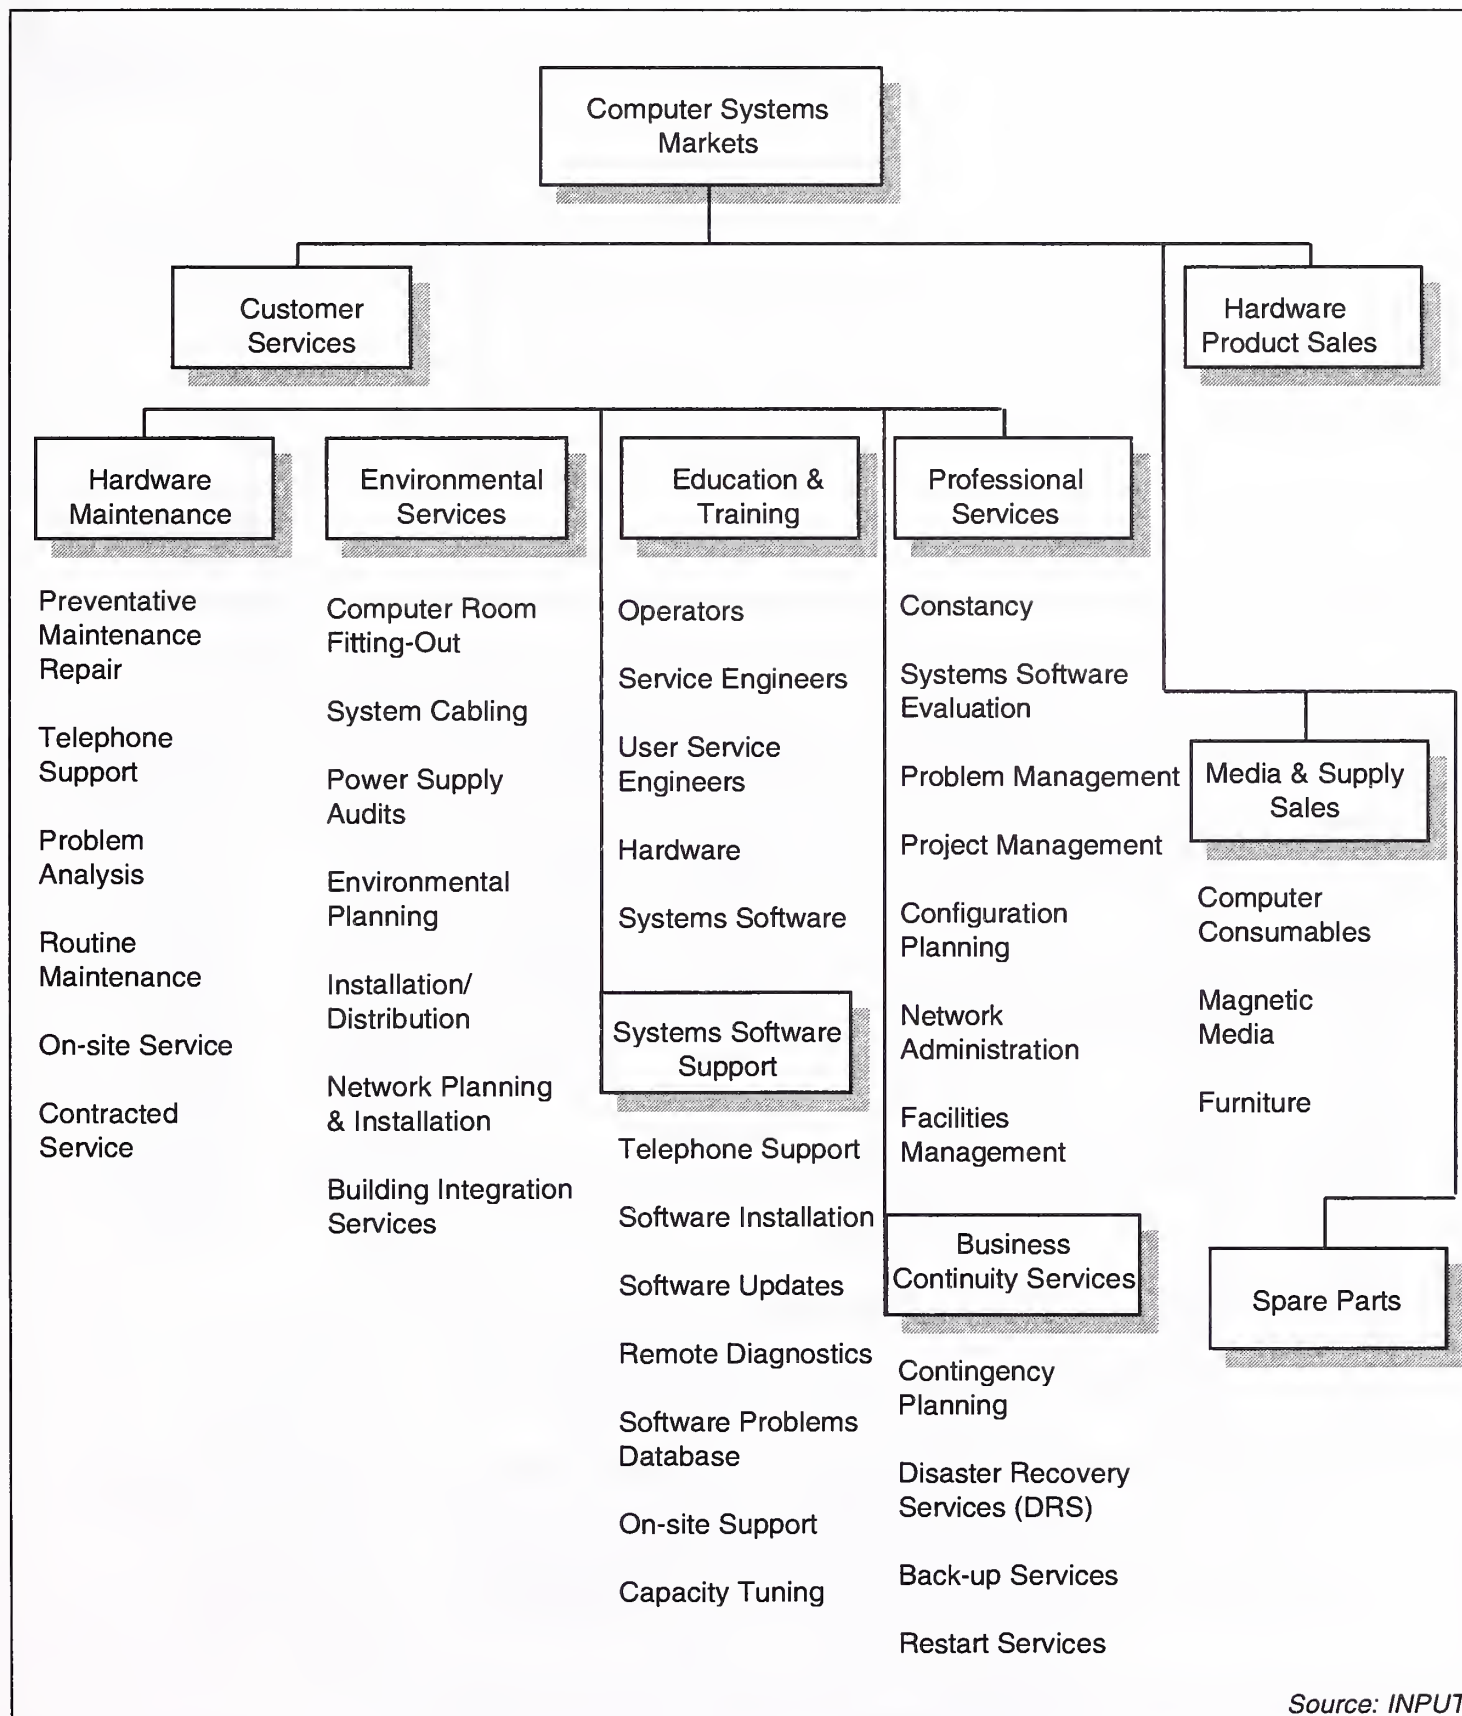 Computer Systems
Markets
Customer
Services
Hardware
Product Sales
Hardware
Maintenance
Preventative
Maintenance
Repair
Telephone
Support
Problem
Analysis
Routine
Maintenance
On-site Service
Contracted
Service
Environmental
Services
Computer Room
Fitting-Out
System Cabling
Power Supply
Audits
Environmental
Planning
Installation/
Distribution
Network Planning
& Installation
Building Integration
Services
Education &
Training
Operators
Service Engineers
User Service
Engineers
Hardware
Systems Software
Systems Software
Support
Telephone Support
Software Installation
Software Updates
Remote Diagnostics
Software Problems
Database
On-site Support
Capacity Tuning
Professional
Services
Constancy
Systems Software
Evaluation
Problem Management
Project Management
Configuration
Planning
Network
Administration
Facilities
Management
Business
Continuity Services
Contingency
Planning
Disaster Recovery
Services (DRS)
Back-up Services
Restart Services
Media & Supply
Sales
Computer
Consumables
Magnetic
Media
Furniture
Spare Parts
Source: INPUT